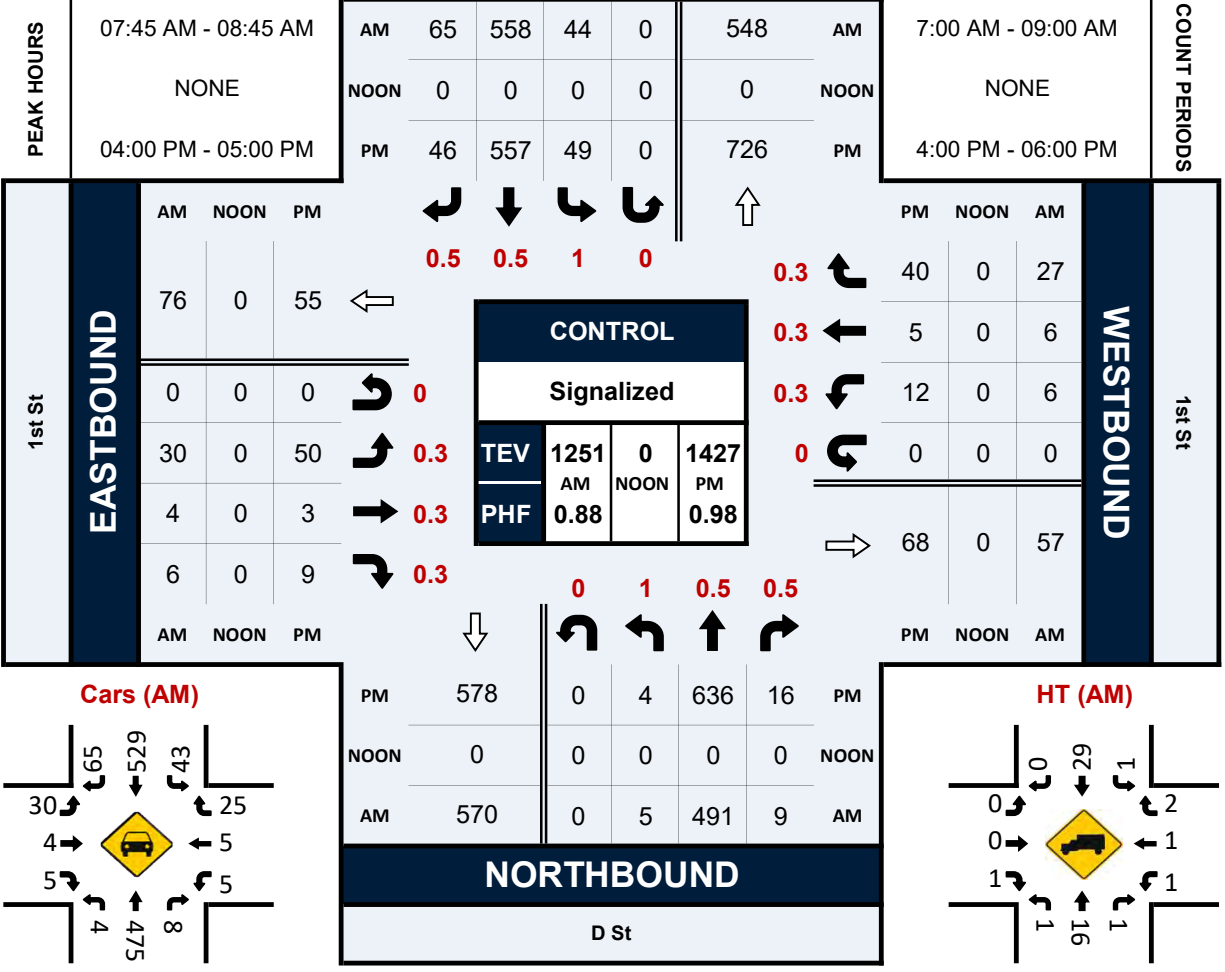 PEAK HOURS
07:45 AM - 08:45 AM
NONE
04:00 PM - 05:00 PM
AM 65 558 44 0 548 AM
NOON 0 0 0 0 0 NOON
PM 46 557 49 0 726 PM
7:00 AM - 09:00 AM
NONE
4:00 PM - 06:00 PM
COUNT PERIODS
0.5 0.5 1 0
1st St
EASTBOUND
AM NOON PM
76 0 55
0 0 0 0
30 0 50 0.3
4 0 3 0.3
6 0 9 0.3
AM NOON PM
CONTROL
Signalized
TEV 1251 0 1427
AM NOON PM
PHF 0.88 0.98
PM NOON AM
0.3 40 0 27
0.3 5 0 6
0.3 12 0 6
0 0 0 0
68 0 57
PM NOON AM
WESTBOUND
1st St
0 1 0.5 0.5
PM 578 0 4 636 16 PM
NOON 0 0 0 0 0 NOON
AM 570 0 5 491 9 AM
NORTHBOUND
D St
Cars (AM)
65 529 43
30 25
4 5
5 5
4 475 8
HT (AM)
0 29 1
0 2
0 1
1 1
1 16 1